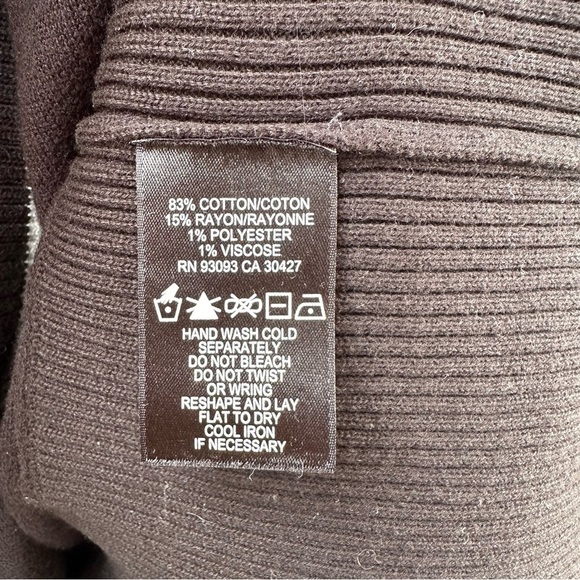 83% COTTON/COTON
15% RAYON/RAYONNE
1% POLYESTER
1% VISCOSE
RN 93093 CA 30427
HAND WASH COLD
SEPARATELY
DO NOT BLEACH
DO NOT TWIST
OR WRING
RESHAPE AND LAY
FLAT TO DRY
COOL IRON
IF NECESSARY